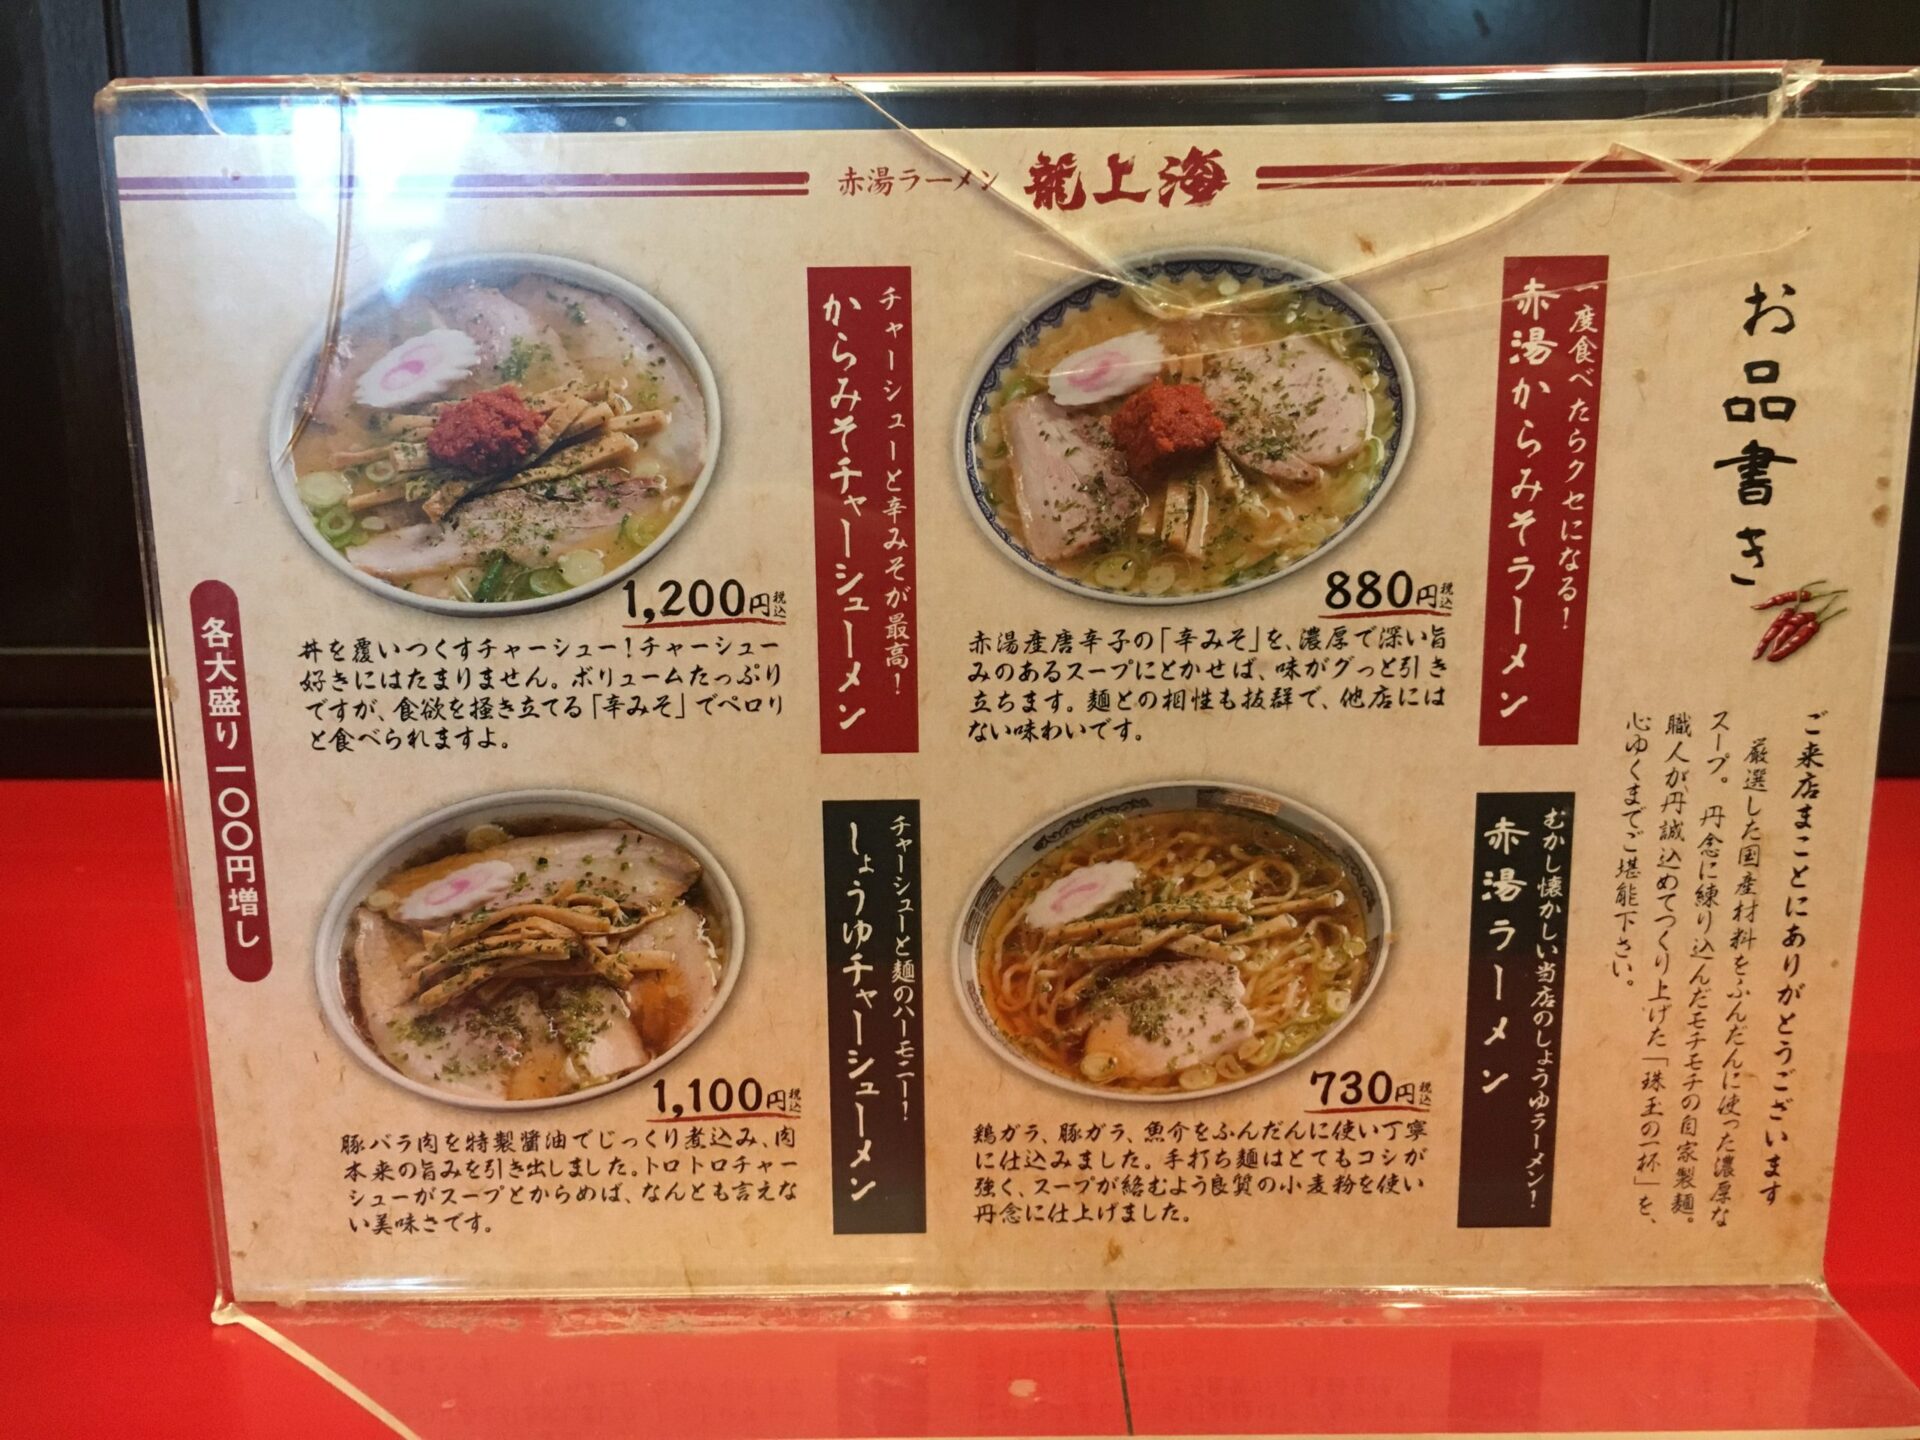 赤湯ラーメン 龍上海
お品書き
ご来店まことにありがとうございます
厳選した国産材料をふんだんに使った濃厚な
スープ。丹念に練り込んだモチモチの自家製麺。
職人が丹誠込めてつくり上げた「珠玉の一杯」を、
心ゆくまでご堪能下さい。
一度食べたらクセになる!
赤湯からみそラーメン
880円税込
赤湯産唐辛子の「辛みそ」を、濃厚で深い旨
みのあるスープにとかせば、味がグっと引き
立ちます。麺との相性も抜群で、他店には
ない味わいです。
チャーシューと辛みそが最高!
からみそチャーシューメン
1,200円税込
丼を覆いつくすチャーシュー!チャーシュー
好きにはたまりません。ボリュームたっぷり
ですが、食欲を掻き立てる「辛みそ」でペロリ
と食べられますよ。
むかし懐かしい当店のしょうゆラーメン!
赤湯ラーメン
730円税込
鶏ガラ、豚ガラ、魚介をふんだんに使い丁寧
に仕込みました。手打ち麺はとてもコシが
強く、スープが絡むよう良質の小麦粉を使い
丹念に仕上げました。
チャーシューと麺のハーモニー!
しょうゆチャーシューメン
1,100円税込
豚バラ肉を特製醤油でじっくり煮込み、肉
本来の旨みを引き出しました。トロトロチャー
シューがスープとからめば、なんとも言えな
い美味さです。
各大盛り一〇〇円増し